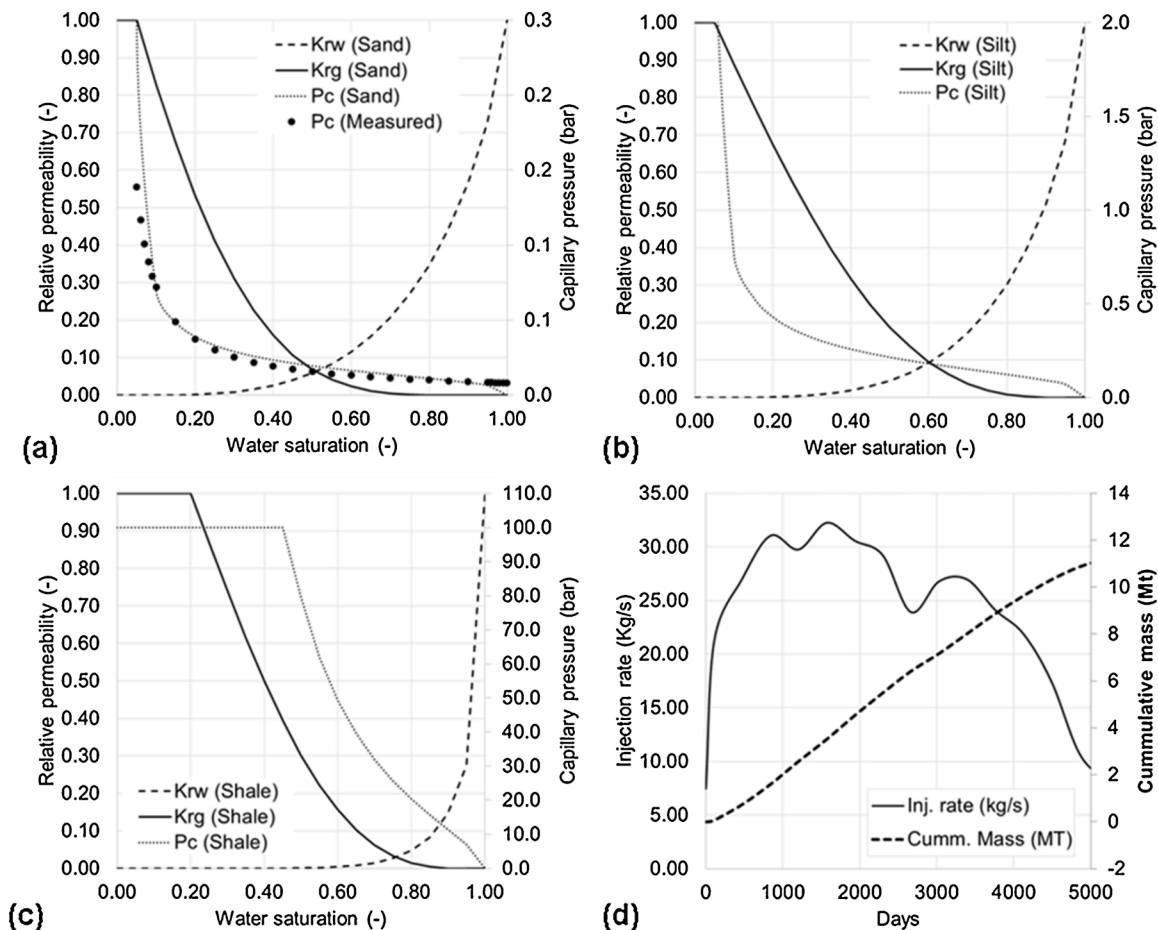 1.00
0.90
0.80
0.70
0.60
0.50
0.40
0.30
0.20
0.10
0.00
Relative permeability (-)
0.00 0.20 0.40 0.60 0.80 1.00
Water saturation (-)
0.3
0.2
0.2
0.1
0.1
0.0
Capillary pressure (bar)
Krw (Sand)
Krg (Sand)
Pc (Sand)
Pc (Measured)
(a)
1.00
0.90
0.80
0.70
0.60
0.50
0.40
0.30
0.20
0.10
0.00
Relative permeability (-)
0.00 0.20 0.40 0.60 0.80 1.00
Water saturation (-)
2.0
1.5
1.0
0.5
0.0
Capillary pressure (bar)
Krw (Silt)
Krg (Silt)
Pc (Silt)
(b)
1.00
0.90
0.80
0.70
0.60
0.50
0.40
0.30
0.20
0.10
0.00
Relative permeability (-)
0.00 0.20 0.40 0.60 0.80 1.00
Water saturation (-)
110.0
100.0
90.0
80.0
70.0
60.0
50.0
40.0
30.0
20.0
10.0
0.0
Capillary pressure (bar)
Krw (Shale)
Krg (Shale)
Pc (Shale)
(c)
35.00
30.00
25.00
20.00
15.00
10.00
5.00
0.00
Injection rate (Kg/s)
0 1000 2000 3000 4000 5000
Days
14
12
10
8
6
4
2
0
-2
Cummulative mass (Mt)
Inj. rate (kg/s)
Cumm. Mass (MT)
(d)